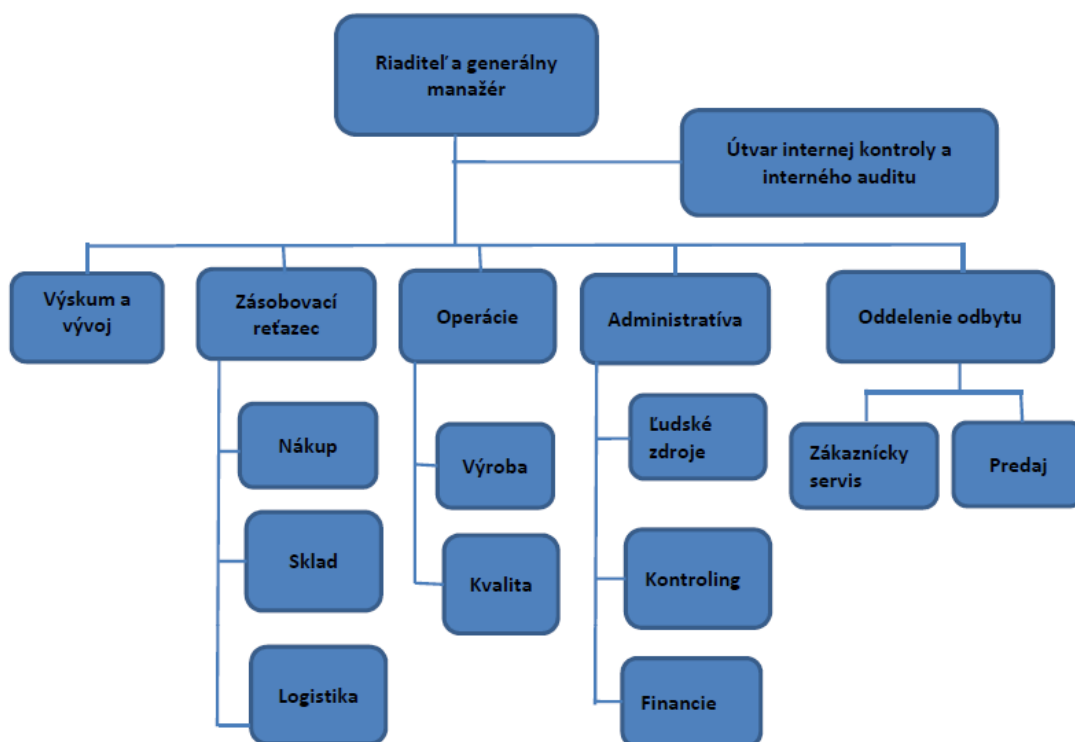 Riaditeľ a generálny
manažér
Útvar internej kontroly a
interného auditu
Výskum a
vývoj
Zásobovací
reťazec
Operácie
Administratíva
Oddelenie odbytu
Nákup
Sklad
Logistika
Výroba
Kvalita
Ľudské
zdroje
Kontroling
Financie
Zákaznícky
servis
Predaj